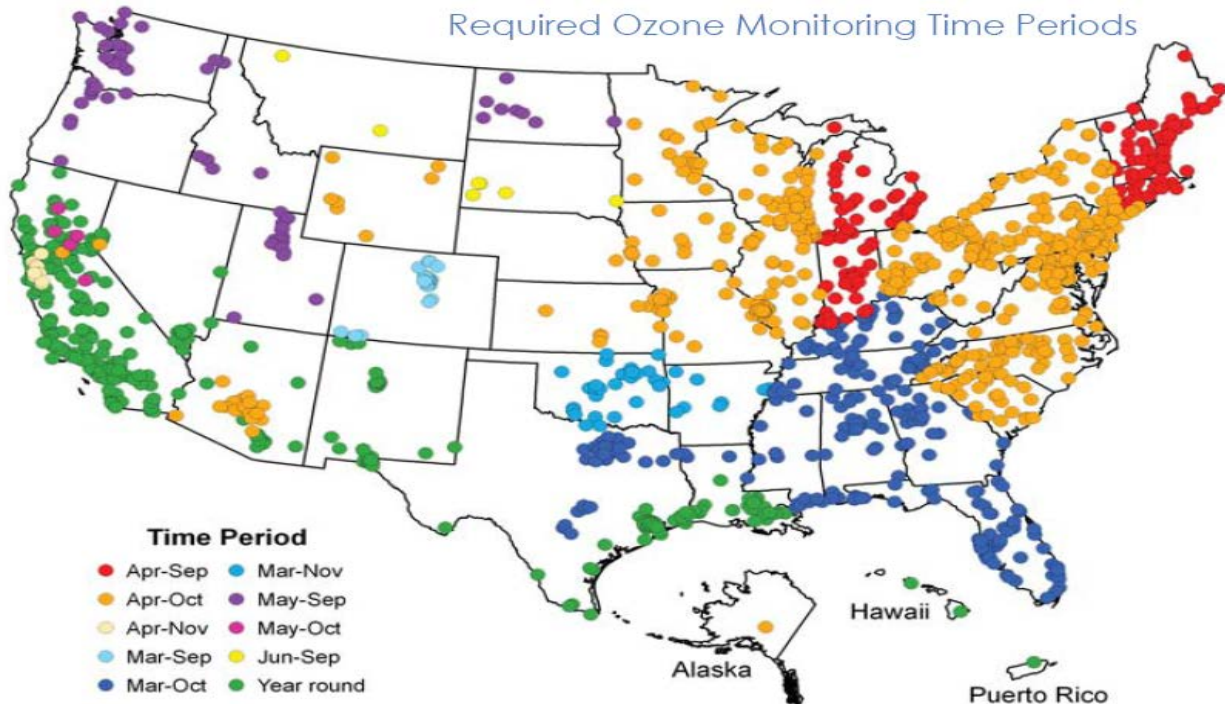 Required Ozone Monitoring Time Periods
Time Period
Apr-Sep
Apr-Oct
Apr-Nov
Mar-Sep
Mar-Oct
Mar-Nov
May-Sep
May-Oct
Jun-Sep
Year round
Alaska
Hawaii
Puerto Rico